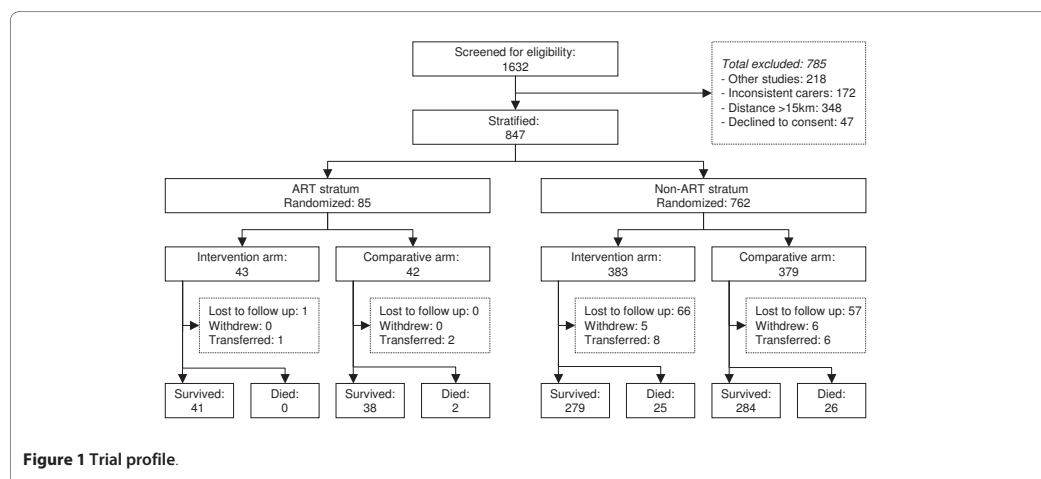 Screened for eligibility:
1632
Total excluded: 785
- Other studies: 218
- Inconsistent carers: 172
- Distance >15km: 348
- Declined to consent: 47
Stratified:
847
ART stratum
Randomized: 85
Non-ART stratum
Randomized: 762
Intervention arm:
43
Comparative arm:
42
Intervention arm:
383
Comparative arm:
379
Lost to follow up: 1
Withdrew: 0
Transferred: 1
Lost to follow up: 0
Withdrew: 0
Transferred: 2
Lost to follow up: 66
Withdrew: 5
Transferred: 8
Lost to follow up: 57
Withdrew: 6
Transferred: 6
Survived:
41
Died:
0
Survived:
38
Died:
2
Survived:
279
Died:
25
Survived:
284
Died:
26
Figure 1 Trial profile.